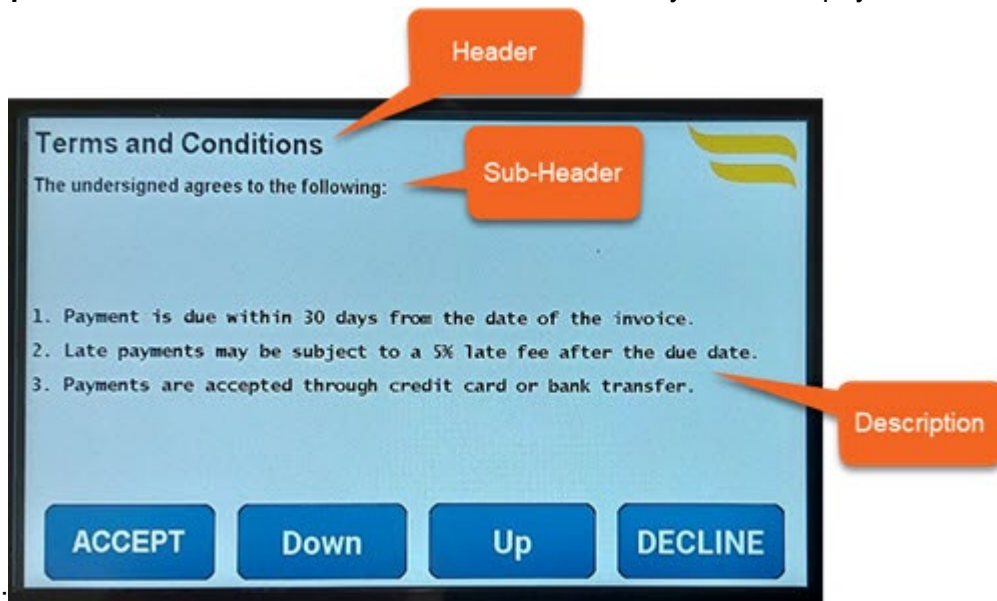 Header
Terms and Conditions
Sub-Header
The undersigned agrees to the following:
1. Payment is due within 30 days from the date of the invoice.
2. Late payments may be subject to a 5% late fee after the due date.
3. Payments are accepted through credit card or bank transfer.
Description
ACCEPT Down Up DECLINE
.